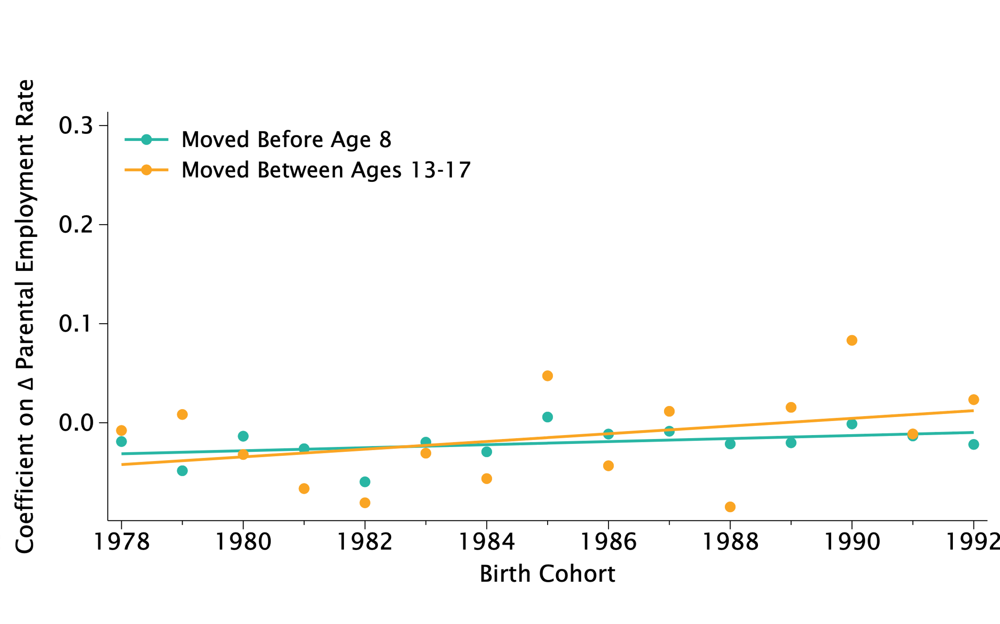 Coefficient on Δ Parental Employment Rate
0.3
0.2
0.1
0.0
Moved Before Age 8
Moved Between Ages 13-17
1978 1980 1982 1984 1986 1988 1990 1992
Birth Cohort